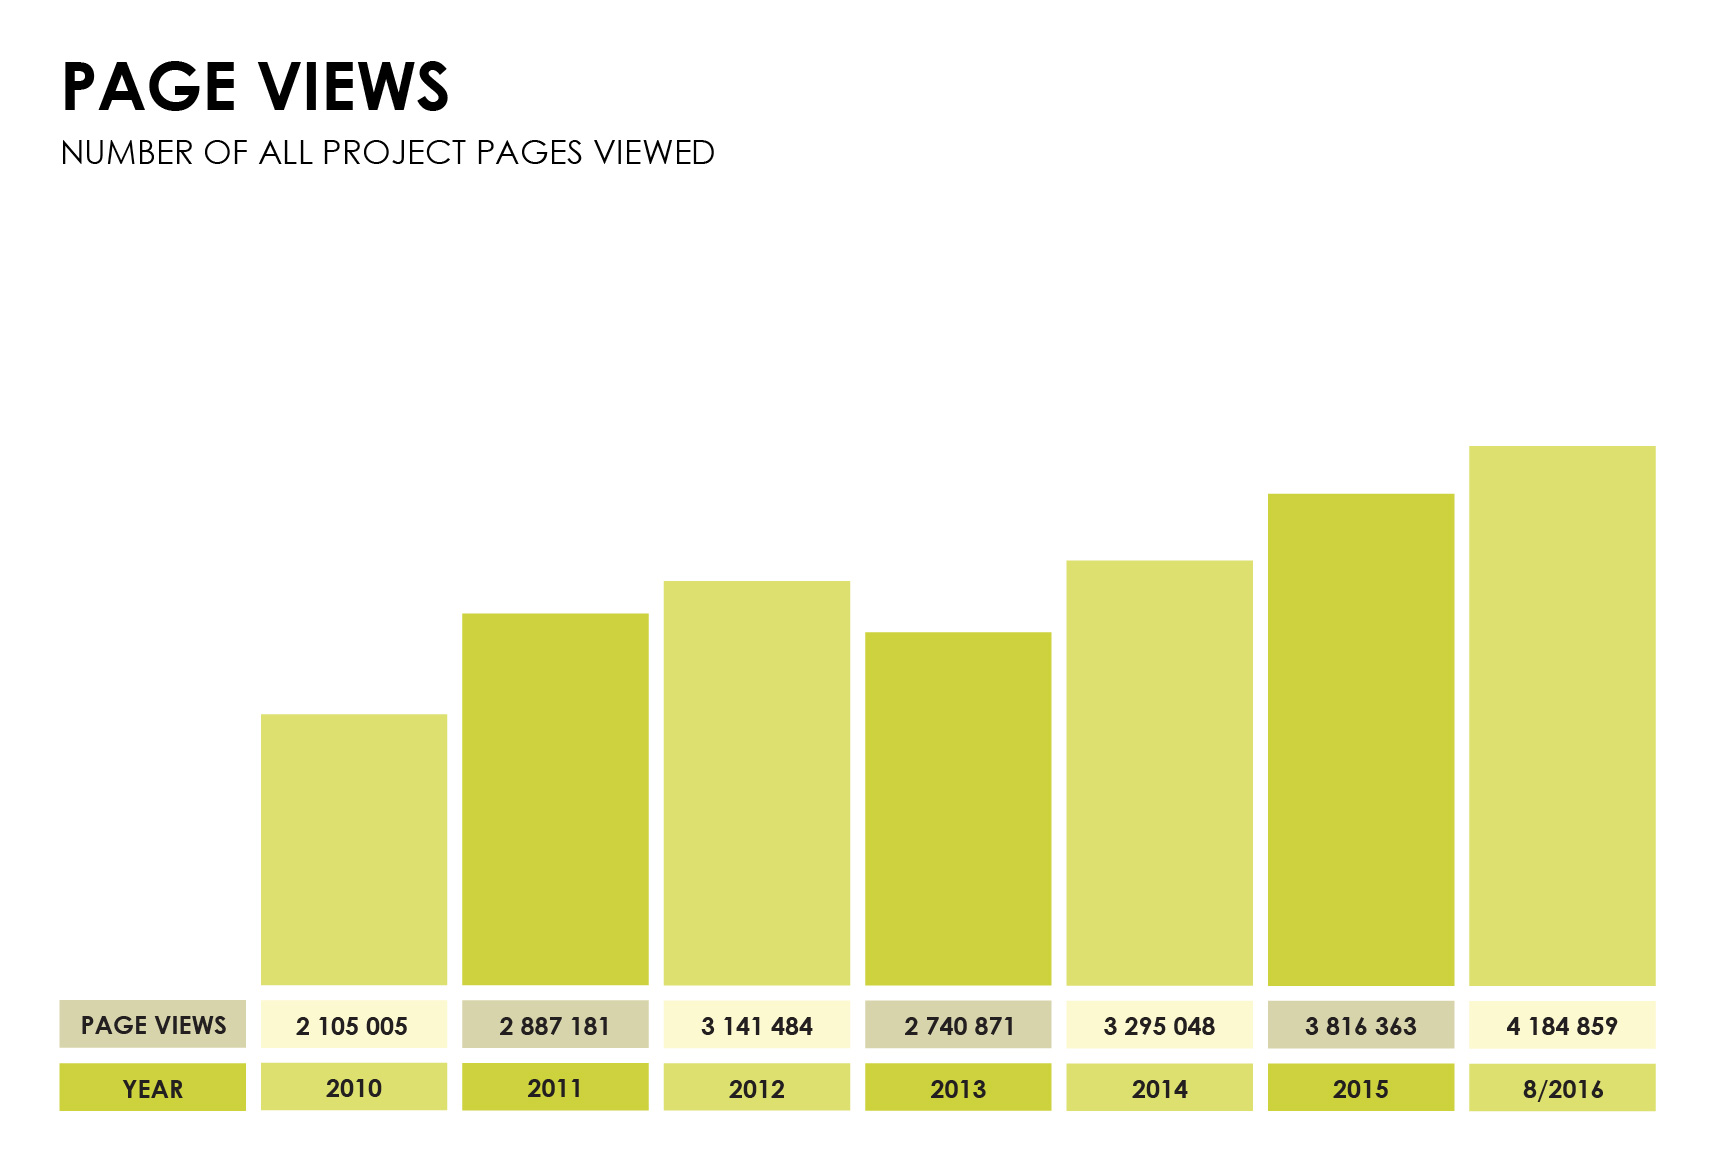 PAGE VIEWS
NUMBER OF ALL PROJECT PAGES VIEWED
PAGE VIEWS 2 105 005 2 887 181 3 141 484 2 740 871 3 295 048 3 816 363 4 184 859
YEAR 2010 2011 2012 2013 2014 2015 8/2016